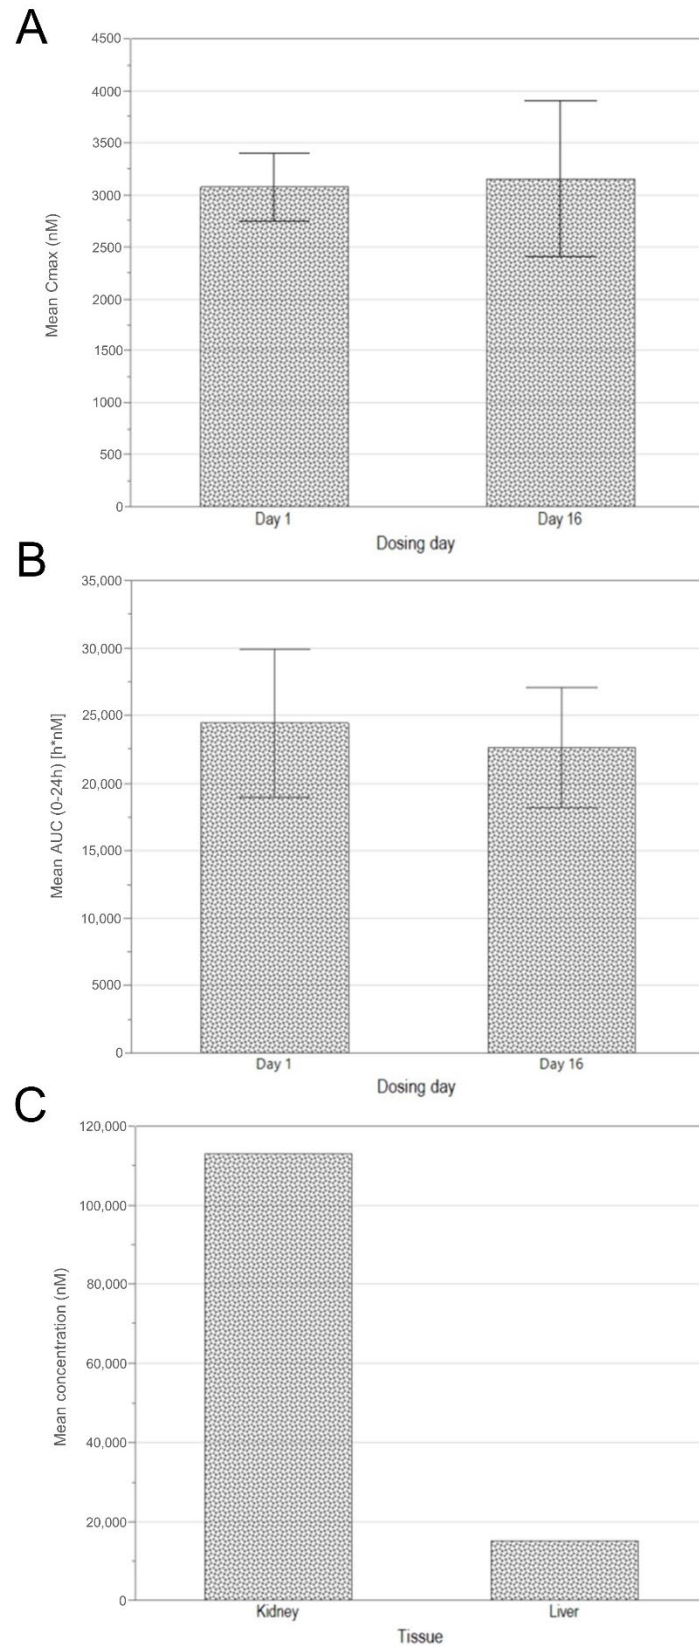 A
4500
4000
3500
3000
2500
2000
1500
1000
500
0
Mean Cmax (nM)
Day 1 Day 16
Dosing day
B
35,000
30,000
25,000
20,000
15,000
10,000
5000
0
Mean AUC (0-24h) [h*nM]
Day 1 Day 16
Dosing day
C
120,000
100,000
80,000
60,000
40,000
20,000
0
Mean concentration (nM)
Kidney Liver
Tissue